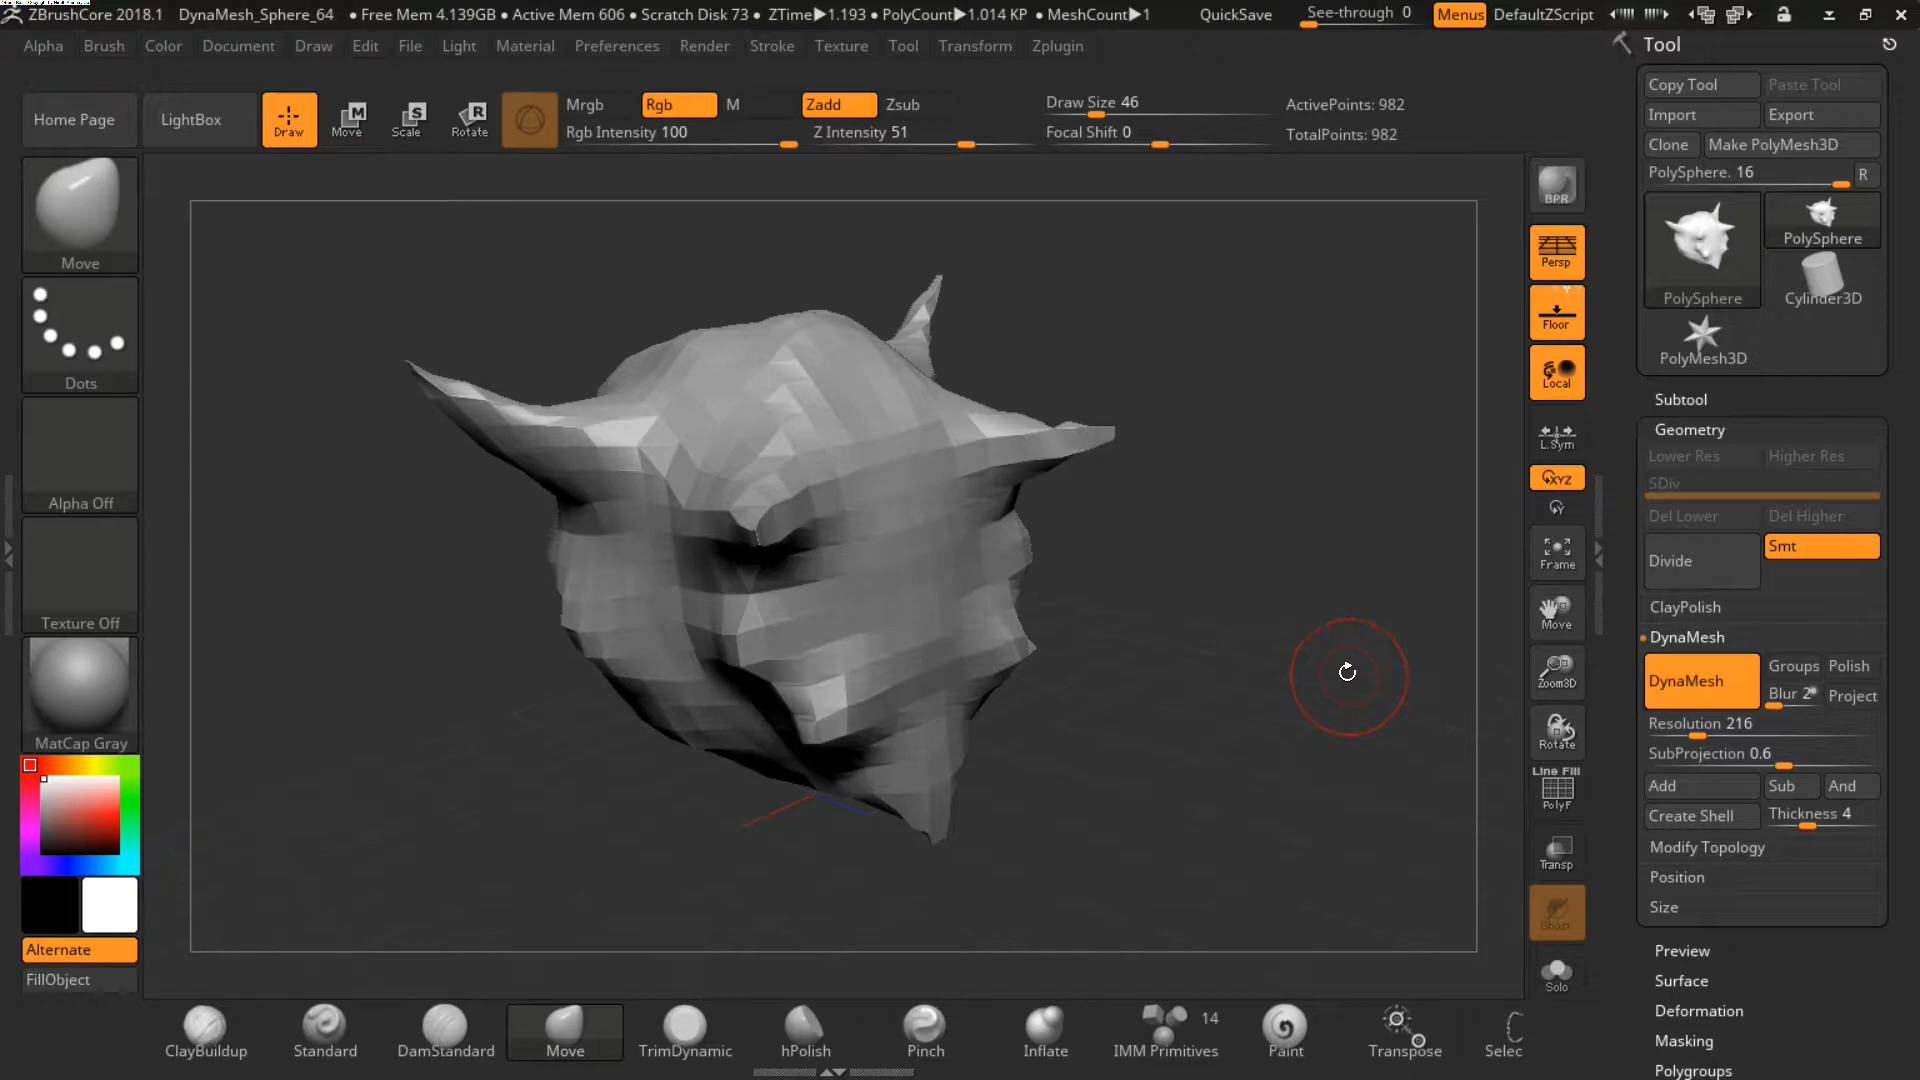 ZBrushCore 2018.1 DynaMesh_Sphere_64 • Free Mem 4.139GB • Active Mem 606 • Scratch Disk 73 • ZTime▶1.193 • PolyCount▶1.014 KP • MeshCount▶1 QuickSave See-through 0 Menus DefaultZScript
Alpha Brush Color Document Draw Edit File Light Material Preferences Render Stroke Texture Tool Transform Zplugin
Home Page
LightBox
Draw
Move
Scale
Rotate
Mrgb Rgb M Zadd Zsub
Rgb Intensity 100 Z Intensity 51
Draw Size 46
Focal Shift 0
ActivePoints: 982
TotalPoints: 982
Move
Dots
Alpha Off
Texture Off
MatCap Gray
Alternate
FillObject
BPR
Persp
Floor
Local
L.Sym
XYZ
Y
Frame
Move
Zoom3D
Rotate
Line Fill
PolyF
Transp
Ghost
Solo
Tool
Copy Tool Paste Tool
Import Export
Clone Make PolyMesh3D
PolySphere. 16 R
PolySphere
PolySphere
Cylinder3D
PolyMesh3D
Subtool
Geometry
Lower Res Higher Res
SDiv
Del Lower Del Higher
Divide Smt
ClayPolish
DynaMesh
DynaMesh Groups Polish
Blur 2 Project
Resolution 216
SubProjection 0.6
Add Sub And
Create Shell Thickness 4
Modify Topology
Position
Size
Preview
Surface
Deformation
Masking
Polygroups
ClayBuildup Standard DamStandard Move TrimDynamic hPolish Pinch Inflate IMM Primitives 14 Paint Transpose Selec